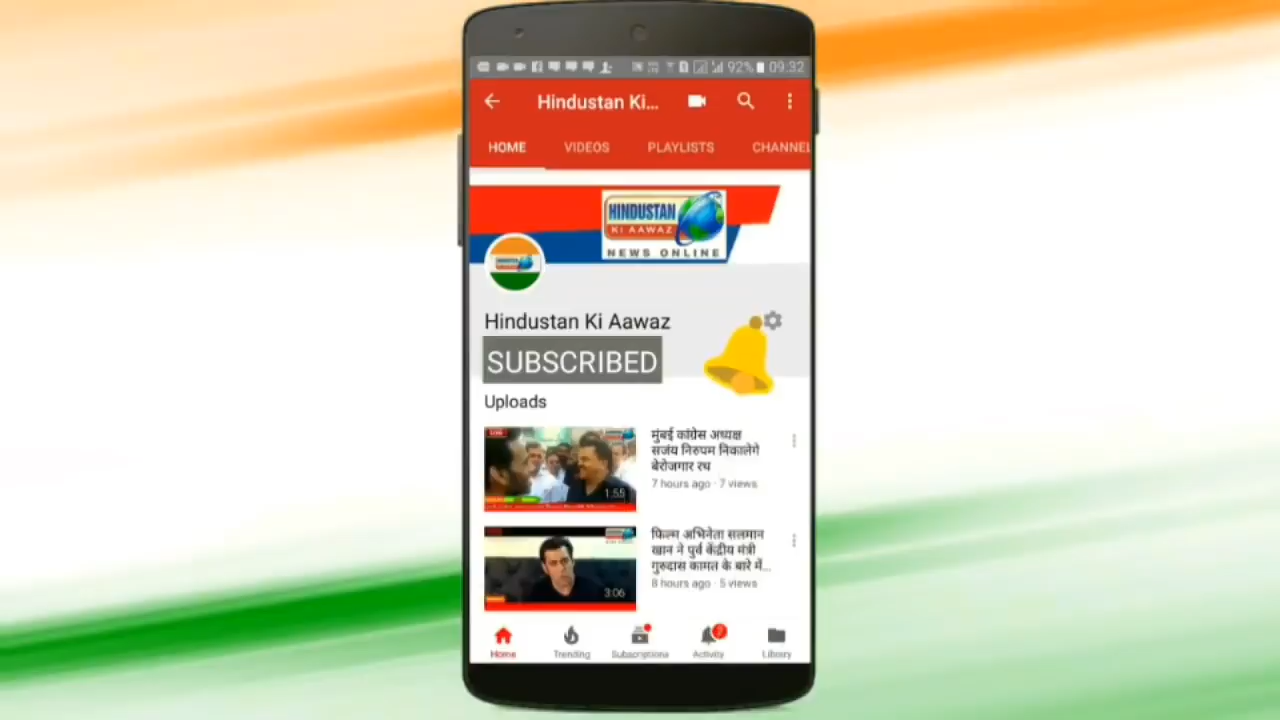 92% 09:32
Hindustan Ki...
HOME VIDEOS PLAYLISTS CHANNEL
HINDUSTAN
KI AAWAZ
NEWS ONLINE
Hindustan Ki Aawaz
SUBSCRIBED
Uploads
मुंबई कांग्रेस अध्यक्ष
सजंय निरुपम निकालेगे
बेरोजगार रथ
7 hours ago · 7 views
LIVE
1:55
फिल्म अभिनेता सलमान
खान ने पुर्व केंद्रीय मंत्री
गुरुदास कामत के बारे में...
8 hours ago · 5 views
3:06
Home Trending Subscriptions Activity Library